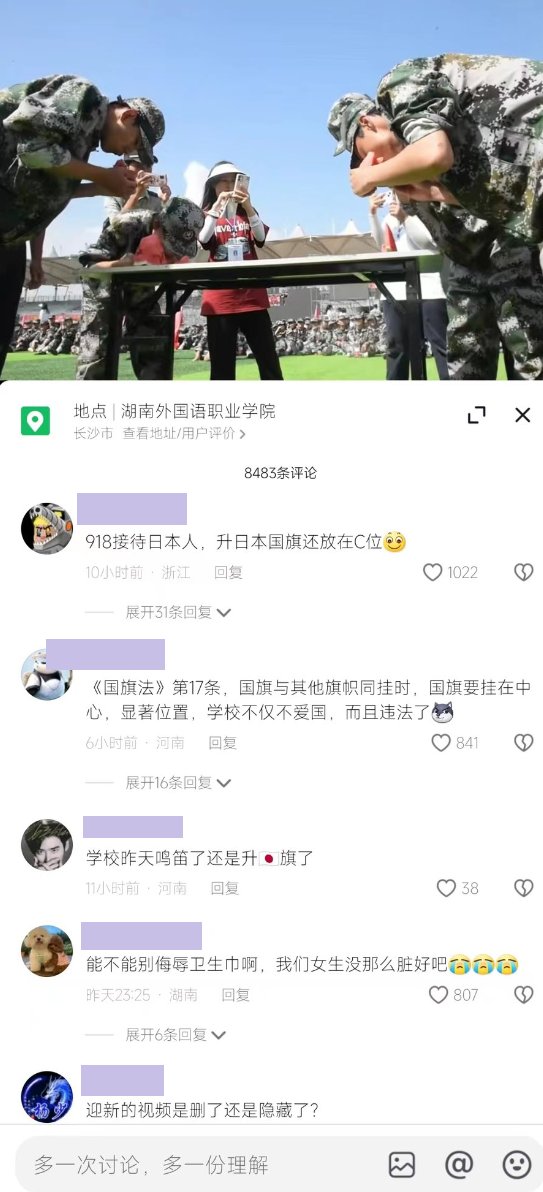 地点 | 湖南外国语职业学院
长沙市 查看地址/用户评价 >
8483条评论
918接待日本人，升日本国旗还放在C位🙄
10小时前 · 浙江 回复
1022
展开31条回复
《国旗法》第17条，国旗与其他旗帜同挂时，国旗要挂在中
心，显著位置，学校不仅不爱国，而且违法了
6小时前 · 河南 回复
841
展开16条回复
学校昨天鸣笛了还是升🇯🇵旗了
11小时前 · 河南 回复
38
能不能别侮辱卫生巾啊，我们女生没那么脏好吧😭😭😭
昨天23:25 · 湖南 回复
807
展开6条回复
迎新的视频是删了还是隐藏了？
多一次讨论，多一份理解